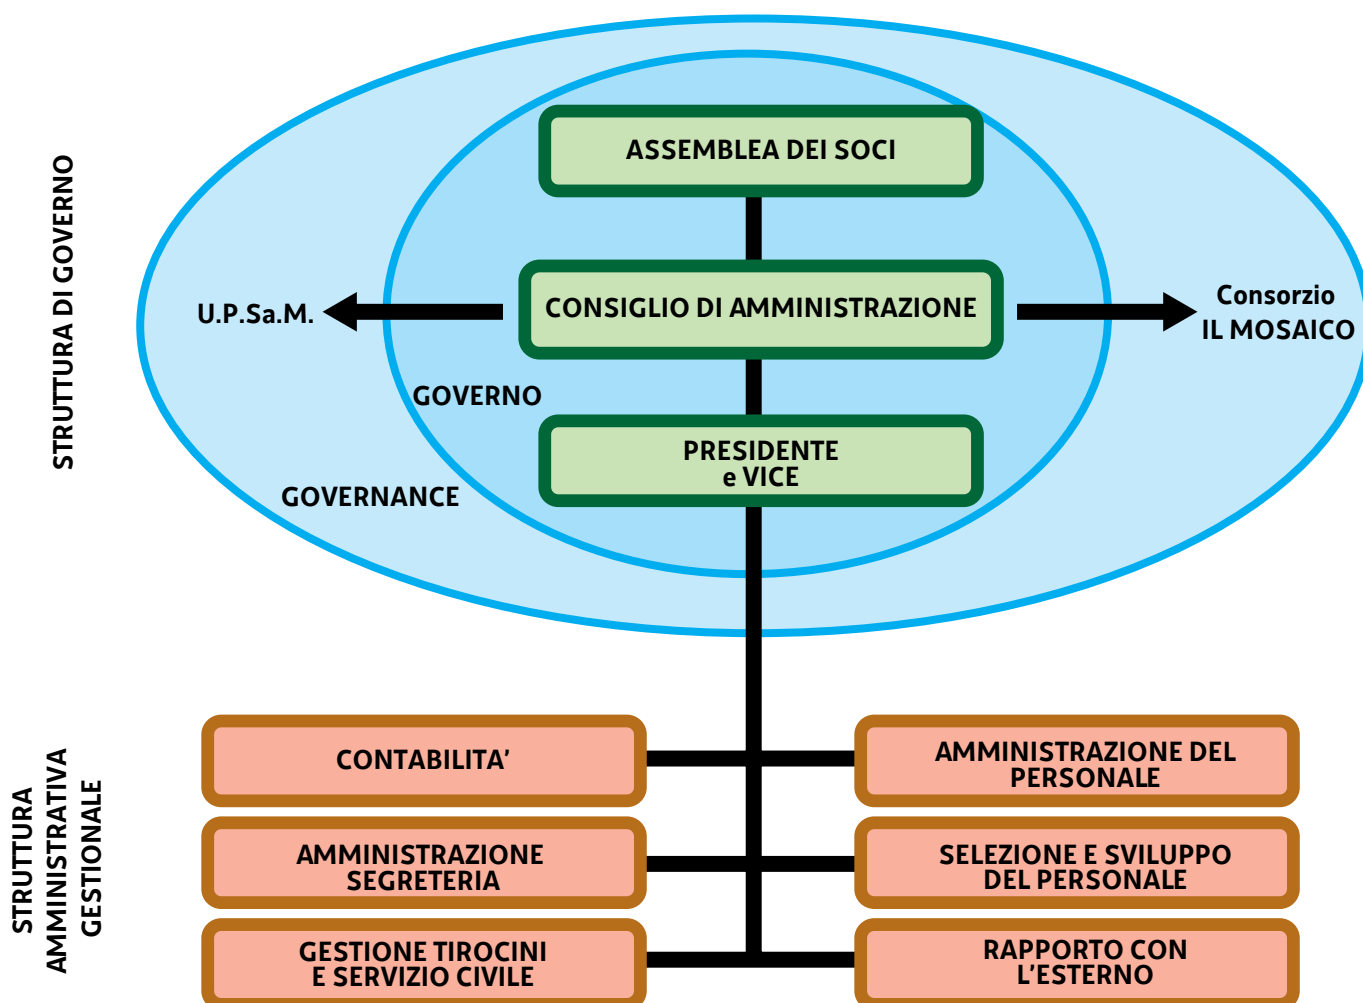 STRUTTURA DI GOVERNO
ASSEMBLEA DEI SOCI
CONSIGLIO DI AMMINISTRAZIONE
U.P.Sa.M.
Consorzio
IL MOSAICO
GOVERNO
PRESIDENTE
e VICE
GOVERNANCE
STRUTTURA
AMMINISTRATIVA
GESTIONALE
CONTABILITA’
AMMINISTRAZIONE DEL
PERSONALE
AMMINISTRAZIONE
SEGRETERIA
SELEZIONE E SVILUPPO
DEL PERSONALE
GESTIONE TIROCINI
E SERVIZIO CIVILE
RAPPORTO CON
L’ESTERNO